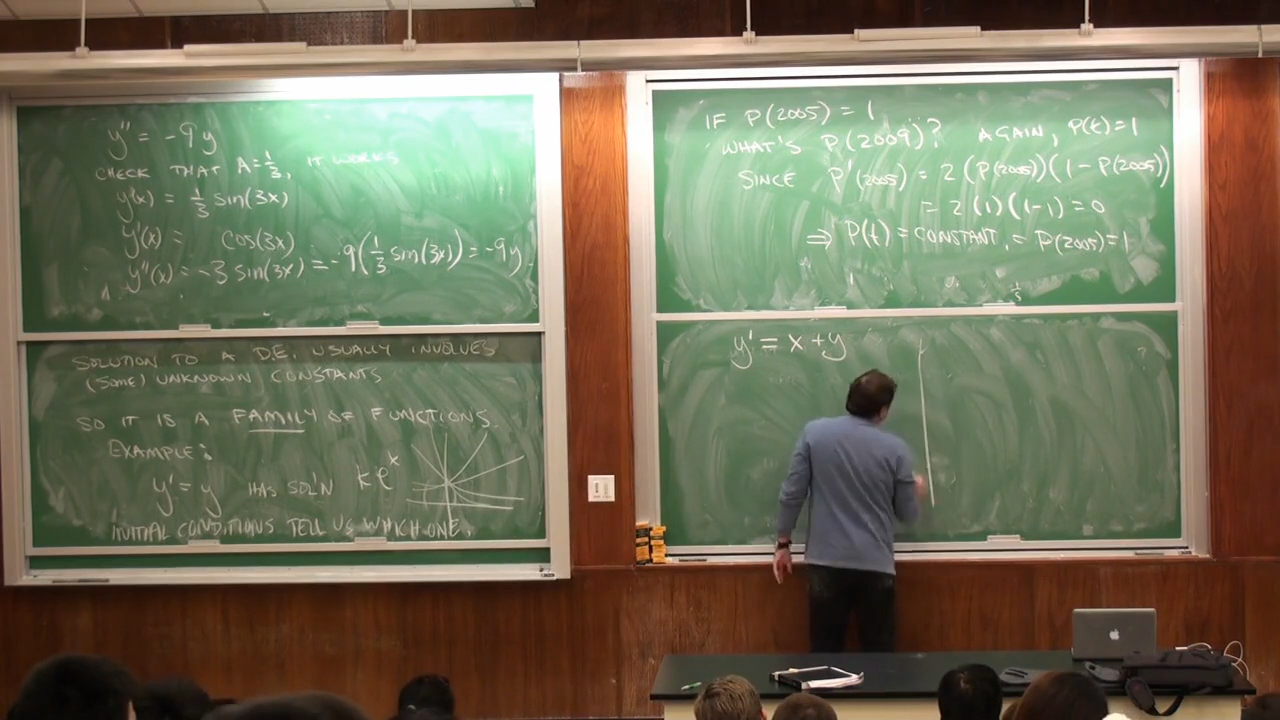 y'' = -9y
CHECK THAT A = 1/3, IT WORKS
y(x) = 1/3 sin(3x)
y'(x) = cos(3x)
y''(x) = -3 sin(3x) = -9(1/3 sin(3x)) = -9y
SOLUTION TO A D.E. USUALLY INVOLVES
(SOME) UNKNOWN CONSTANTS
SO IT IS A FAMILY OF FUNCTIONS.
EXAMPLE:
y' = y HAS SOL'N k e^x
INITIAL CONDITIONS TELL US WHICH ONE.
IF P(2005) = 1
WHAT'S P(2009)? AGAIN, P(t)=1
SINCE P'(2005) = 2(P(2005))(1-P(2005))
= 2(1)(1-1) = 0
⇒ P(t) = CONSTANT, = P(2005)=1
y' = x + y